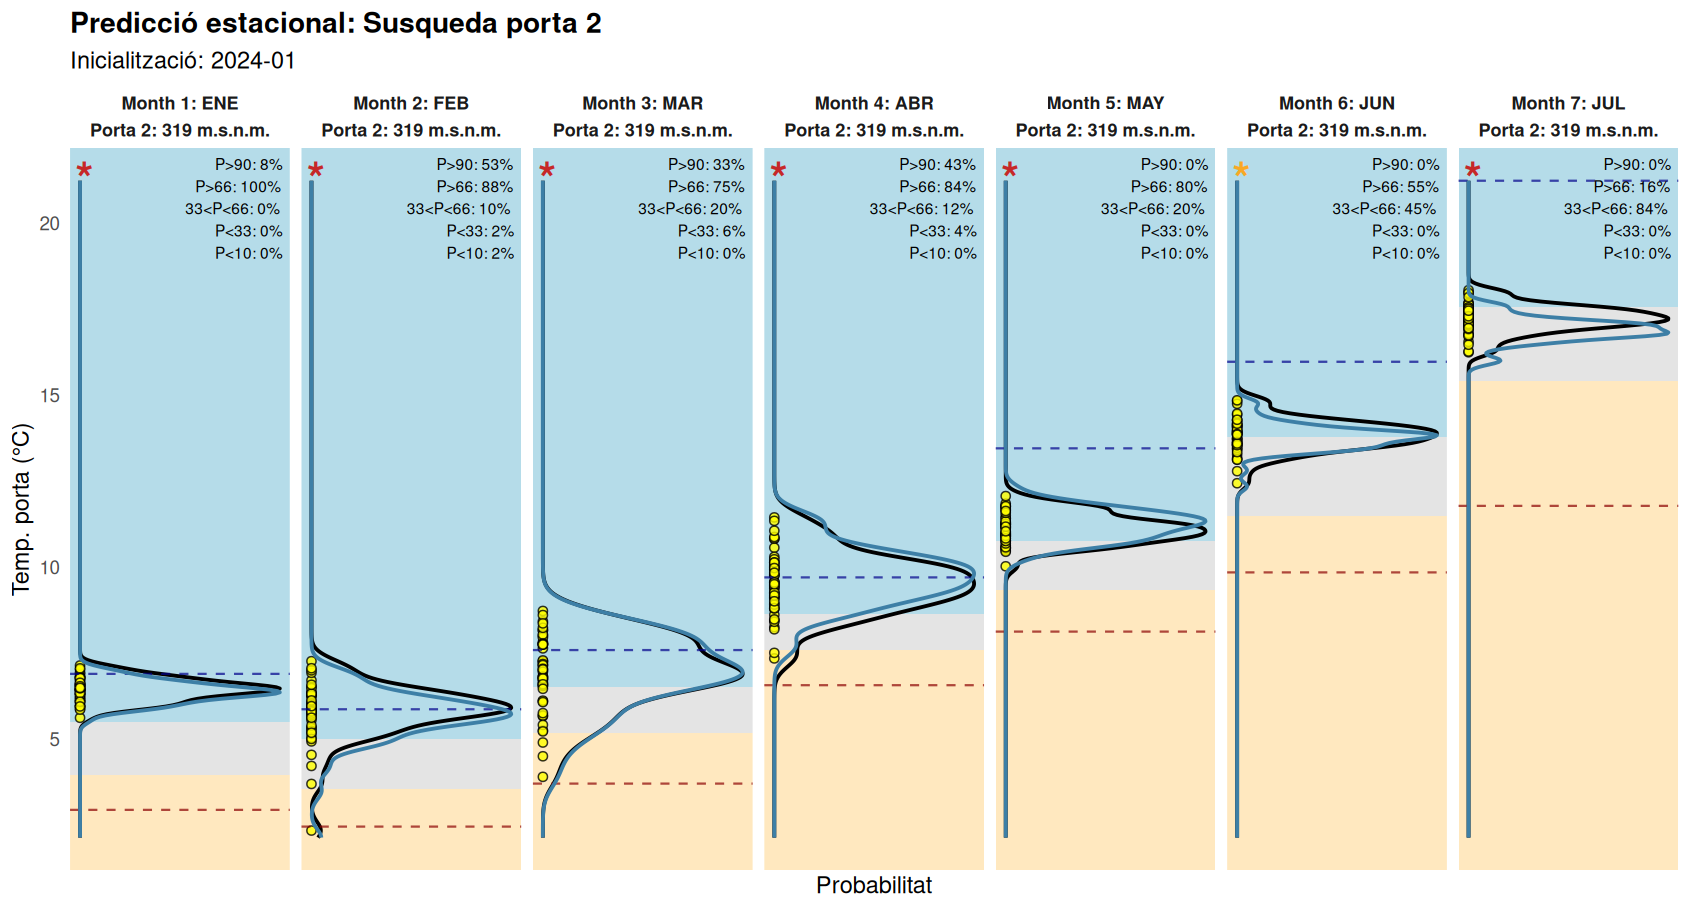 Predicció estacional: Susqueda porta 2
Inicialització: 2024-01
Month 1: ENE
Porta 2: 319 m.s.n.m.
Month 2: FEB
Porta 2: 319 m.s.n.m.
Month 3: MAR
Porta 2: 319 m.s.n.m.
Month 4: ABR
Porta 2: 319 m.s.n.m.
Month 5: MAY
Porta 2: 319 m.s.n.m.
Month 6: JUN
Porta 2: 319 m.s.n.m.
Month 7: JUL
Porta 2: 319 m.s.n.m.
*
P>90: 8%
P>66: 100%
33<P<66: 0%
P<33: 0%
P<10: 0%
*
P>90: 53%
P>66: 88%
33<P<66: 10%
P<33: 2%
P<10: 2%
*
P>90: 33%
P>66: 75%
33<P<66: 20%
P<33: 6%
P<10: 0%
*
P>90: 43%
P>66: 84%
33<P<66: 12%
P<33: 4%
P<10: 0%
*
P>90: 0%
P>66: 80%
33<P<66: 20%
P<33: 0%
P<10: 0%
*
P>90: 0%
P>66: 55%
33<P<66: 45%
P<33: 0%
P<10: 0%
*
P>90: 0%
P>66: 16%
33<P<66: 84%
P<33: 0%
P<10: 0%
20
15
10
5
Temp. porta (°C)
Probabilitat